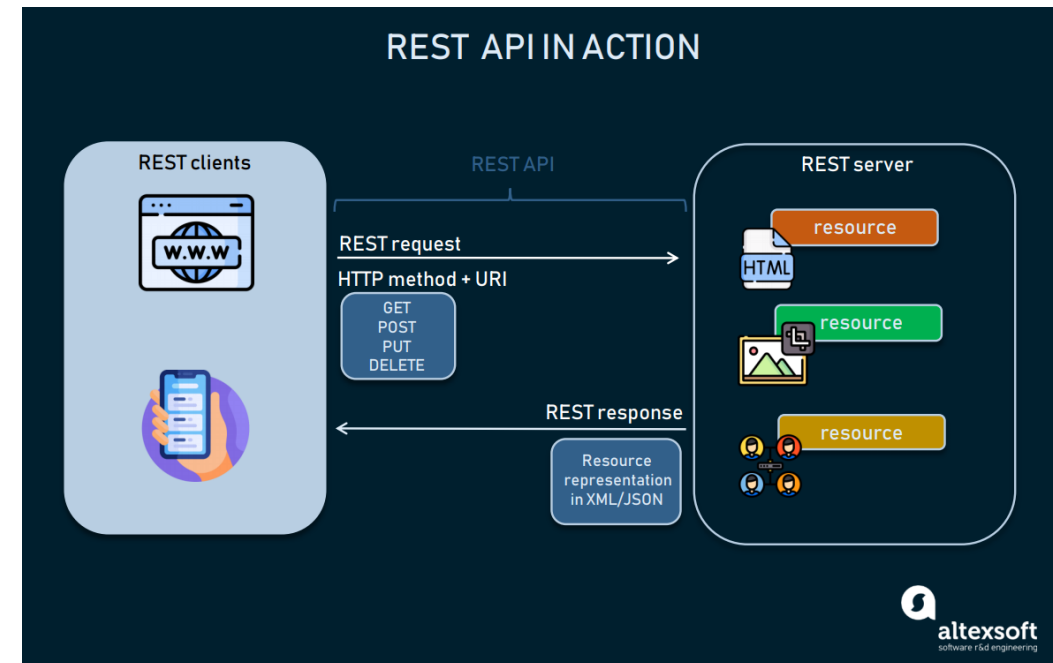 REST API IN ACTION
REST clients
W.W.W
REST API
REST request
HTTP method + URI
GET
POST
PUT
DELETE
REST response
Resource
representation
in XML/JSON
REST server
resource
HTML
resource
resource
altexsoft
software r&d engineering